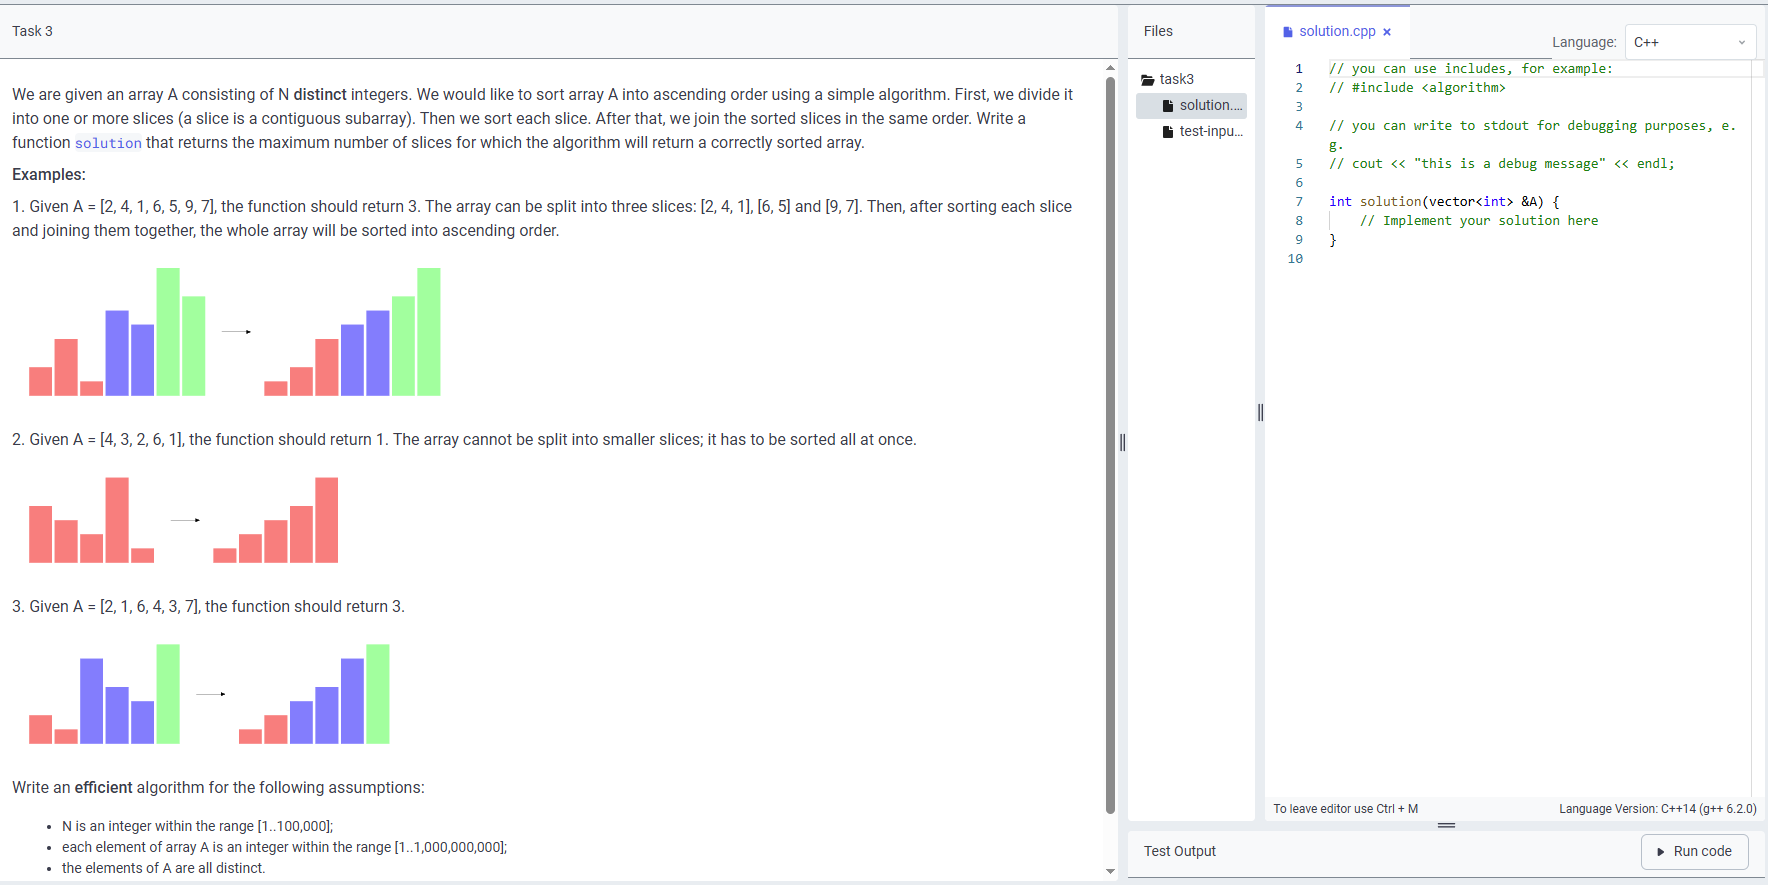 Task 3
We are given an array A consisting of N distinct integers. We would like to sort array A into ascending order using a simple algorithm. First, we divide it
into one or more slices (a slice is a contiguous subarray). Then we sort each slice. After that, we join the sorted slices in the same order. Write a
function solution that returns the maximum number of slices for which the algorithm will return a correctly sorted array.
Examples:
1. Given A = [2, 4, 1, 6, 5, 9, 7], the function should return 3. The array can be split into three slices: [2, 4, 1], [6, 5] and [9, 7]. Then, after sorting each slice
and joining them together, the whole array will be sorted into ascending order.
2. Given A = [4, 3, 2, 6, 1], the function should return 1. The array cannot be split into smaller slices; it has to be sorted all at once.
3. Given A = [2, 1, 6, 4, 3, 7], the function should return 3.
Write an efficient algorithm for the following assumptions:
• N is an integer within the range [1..100,000];
• each element of array A is an integer within the range [1..1,000,000,000];
• the elements of A are all distinct.
Files
task3
solution....
test-inpu...
solution.cpp ×
Language: C++
1 // you can use includes, for example:
2 // #include <algorithm>
3
4 // you can write to stdout for debugging purposes, e.
g.
5 // cout << "this is a debug message" << endl;
6
7 int solution(vector<int> &A) {
8 // Implement your solution here
9 }
10
To leave editor use Ctrl + M
Language Version: C++14 (g++ 6.2.0)
Test Output
Run code